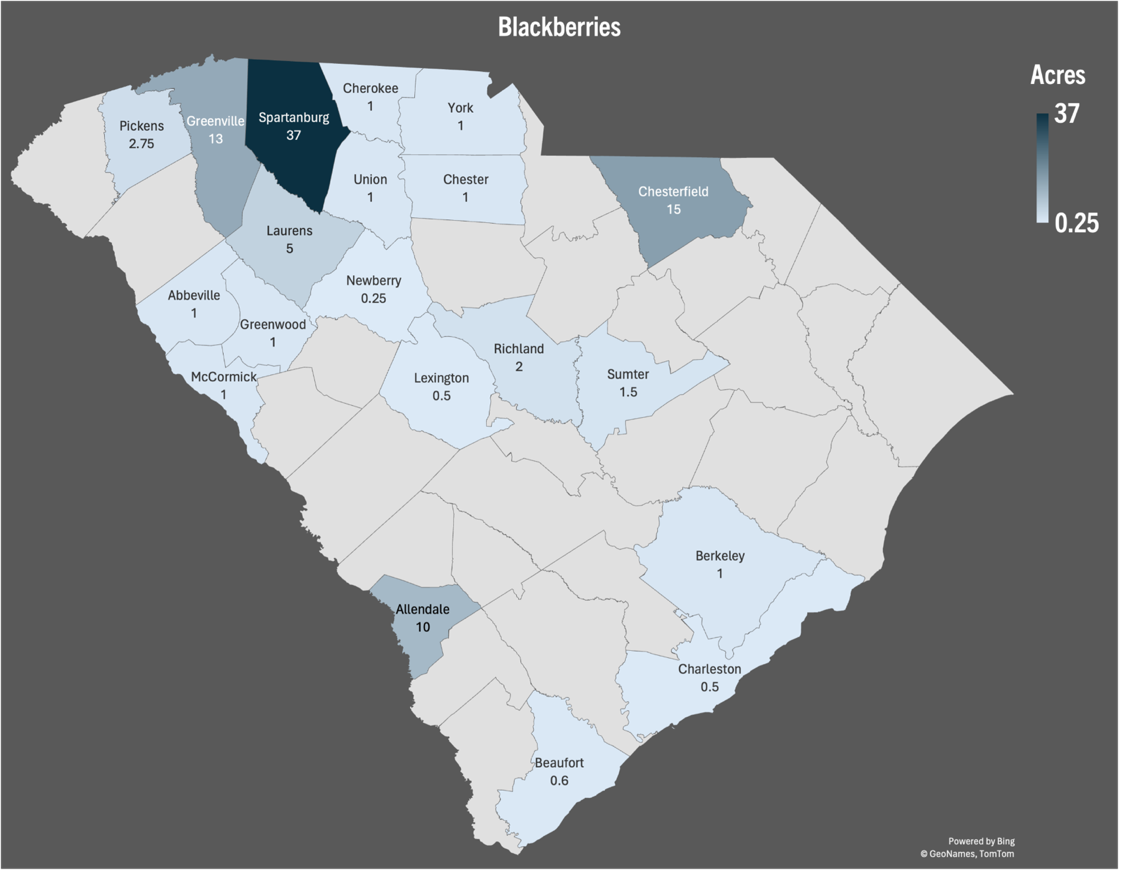 Blackberries
Acres
37
0.25
Cherokee
1
York
1
Pickens
2.75
Greenville
13
Spartanburg
37
Union
1
Chester
1
Chesterfield
15
Laurens
5
Newberry
0.25
Abbeville
1
Greenwood
1
Richland
2
McCormick
1
Lexington
0.5
Sumter
1.5
Berkeley
1
Allendale
10
Charleston
0.5
Beaufort
0.6
Powered by Bing
© GeoNames, TomTom